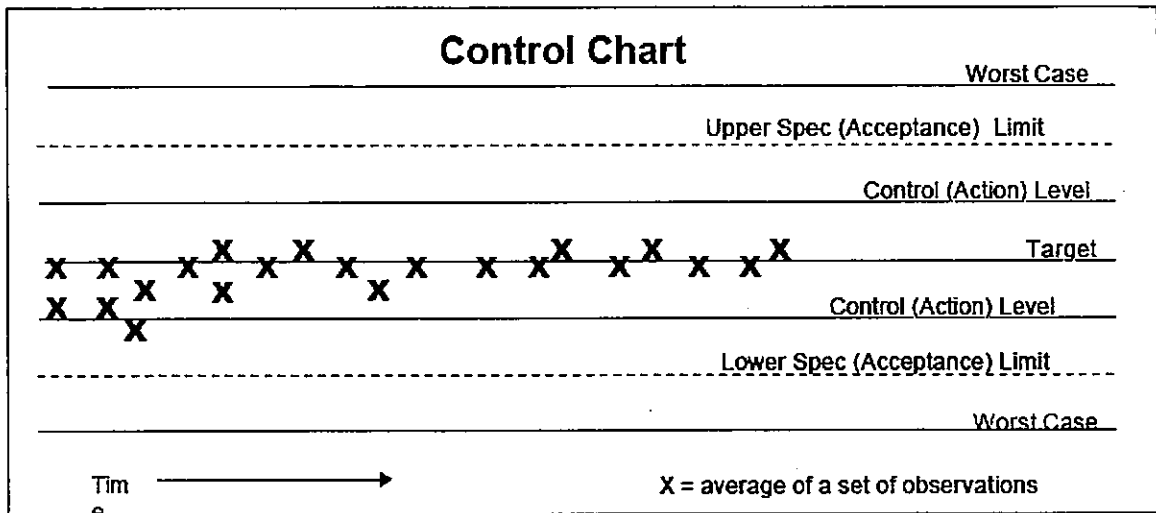 Control Chart
Worst Case
Upper Spec (Acceptance) Limit
Control (Action) Level
X X X X X X X X X X X X X X X X X X
Target
X X X X X X
Control (Action) Level
X
Lower Spec (Acceptance) Limit
Worst Case
Tim
e
X = average of a set of observations